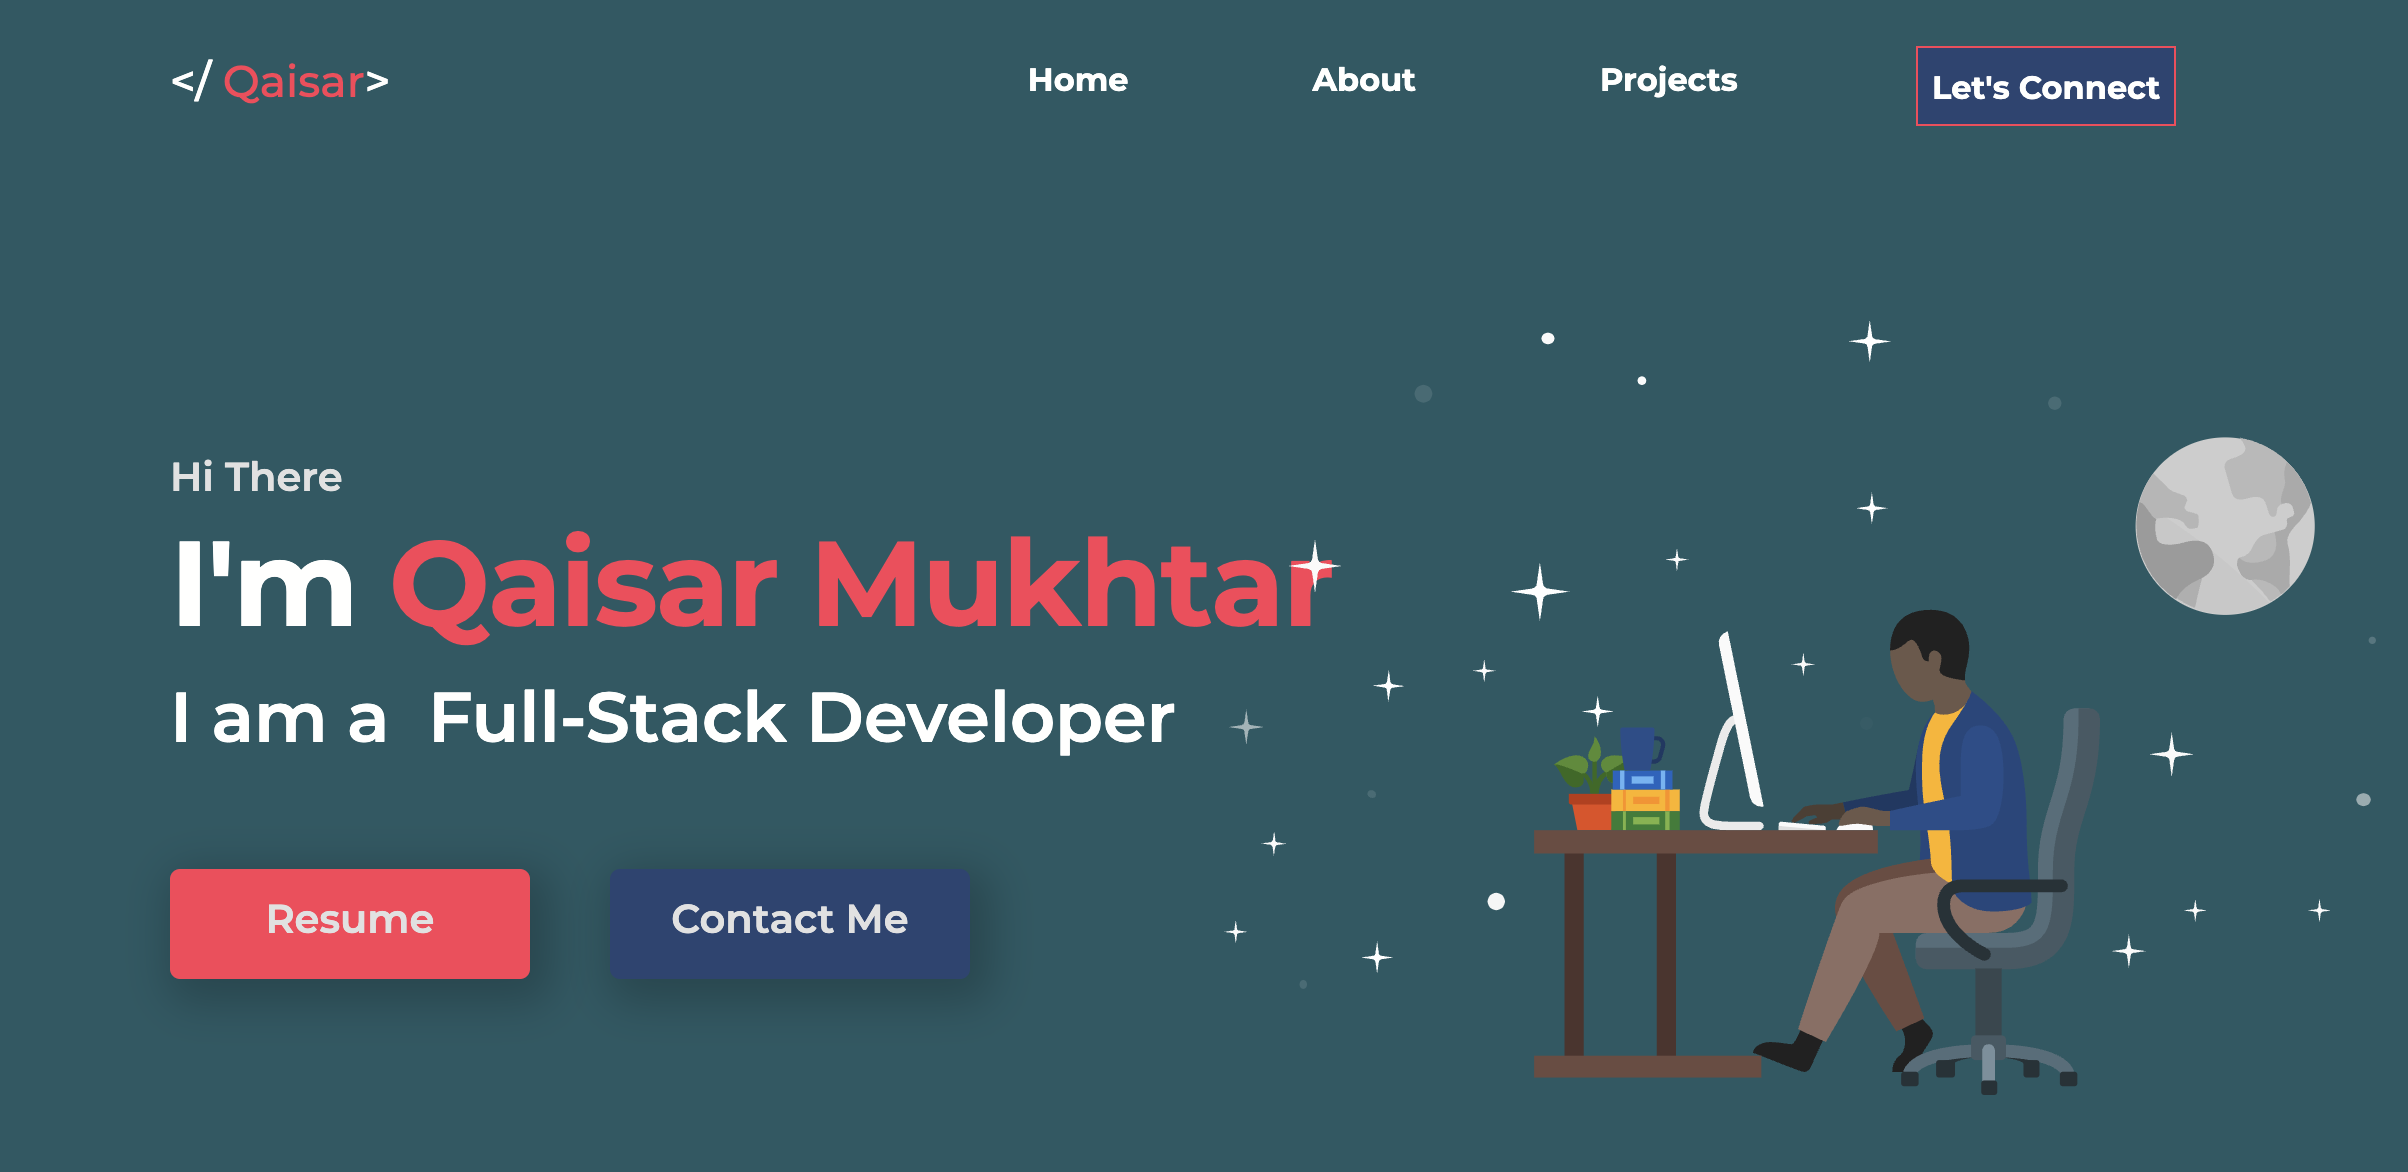 </ Qaisar>
Home
About
Projects
Let's Connect
Hi There
I'm Qaisar Mukhtar
I am a  Full-Stack Developer
Resume
Contact Me